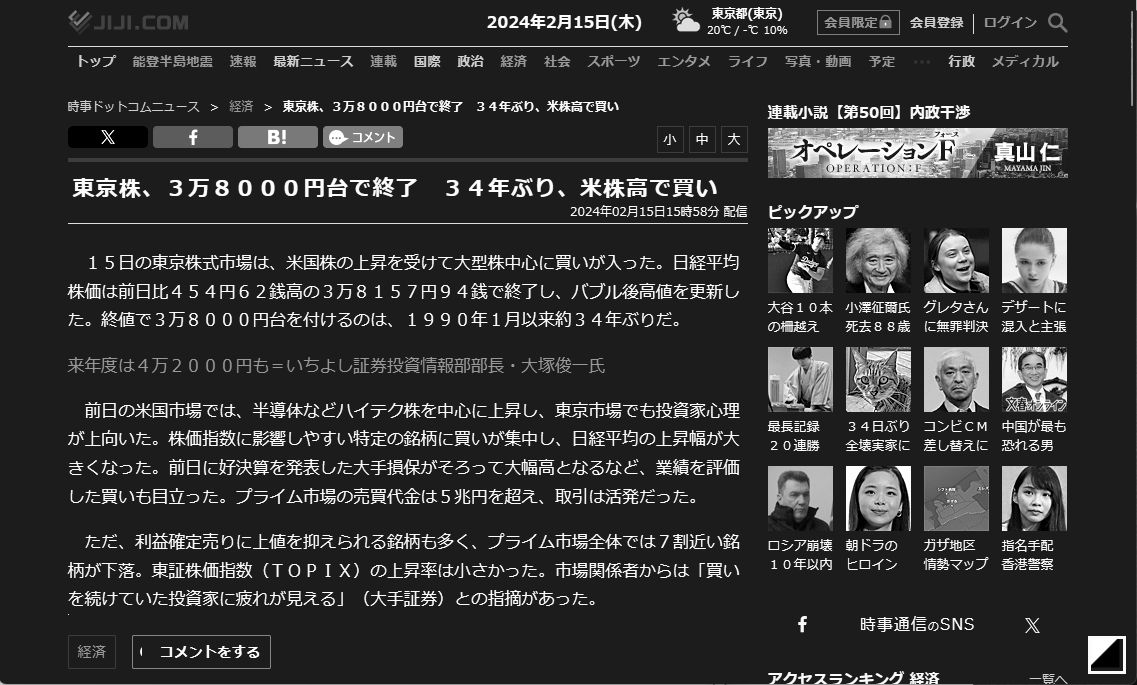 JIJI.COM
2024年2月15日(木)
東京都(東京)
20℃ / -℃ 10%
会員限定
会員登録
ログイン
トップ 能登半島地震 速報 最新ニュース 連載 国際 政治 経済 社会 スポーツ エンタメ ライフ 写真・動画 予定 … 行政 メディカル
時事ドットコムニュース > 経済 > 東京株、３万８０００円台で終了　３４年ぶり、米株高で買い
X f B! コメント
小 中 大
東京株、３万８０００円台で終了　３４年ぶり、米株高で買い
2024年02月15日15時58分 配信
　１５日の東京株式市場は、米国株の上昇を受けて大型株中心に買いが入った。日経平均
株価は前日比４５４円６２銭高の３万８１５７円９４銭で終了し、バブル後高値を更新し
た。終値で３万８０００円台を付けるのは、１９９０年１月以来約３４年ぶりだ。
来年度は４万２０００円も＝いちよし証券投資情報部部長・大塚俊一氏
　前日の米国市場では、半導体などハイテク株を中心に上昇し、東京市場でも投資家心理
が上向いた。株価指数に影響しやすい特定の銘柄に買いが集中し、日経平均の上昇幅が大
きくなった。前日に好決算を発表した大手損保がそろって大幅高となるなど、業績を評価
した買いも目立った。プライム市場の売買代金は５兆円を超え、取引は活発だった。
　ただ、利益確定売りに上値を抑えられる銘柄も多く、プライム市場全体では７割近い銘
柄が下落。東証株価指数（ＴＯＰＩＸ）の上昇率は小さかった。市場関係者からは「買い
を続けていた投資家に疲れが見える」（大手証券）との指摘があった。
経済
コメントをする
連載小説【第50回】内政干渉
フォース
オペレーションF
OPERATION:F
真山 仁
MAYAMA JIN
ピックアップ
大谷１０本
の柵越え
小澤征爾氏
死去８８歳
グレタさん
に無罪判決
デザートに
混入と主張
文春オンライン
最長記録
２０連勝
３４日ぶり
全壊実家に
コンビＣＭ
差し替えに
中国が最も
恐れる男
ロシア崩壊
１０年以内
朝ドラの
ヒロイン
ガザ地区
情勢マップ
指名手配
香港警察
f 時事通信のSNS X
アクセスランキング 経済
一覧へ